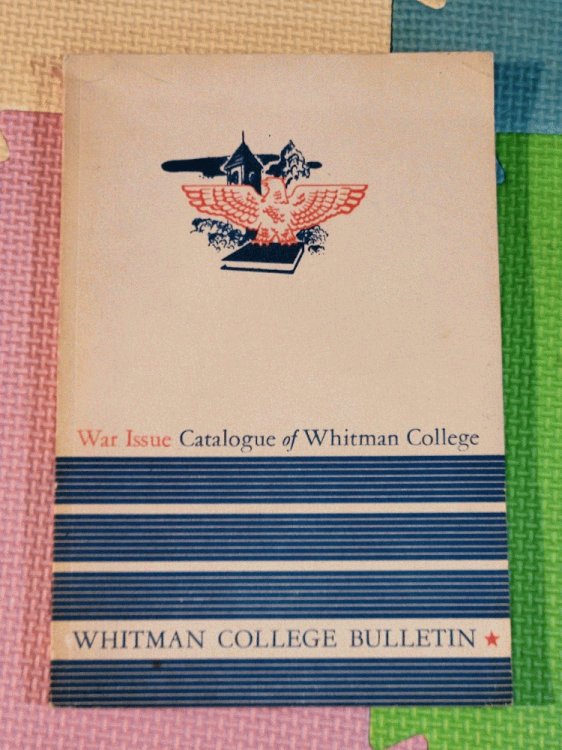 War Issue Catalogue of Whitman College
WHITMAN COLLEGE BULLETIN